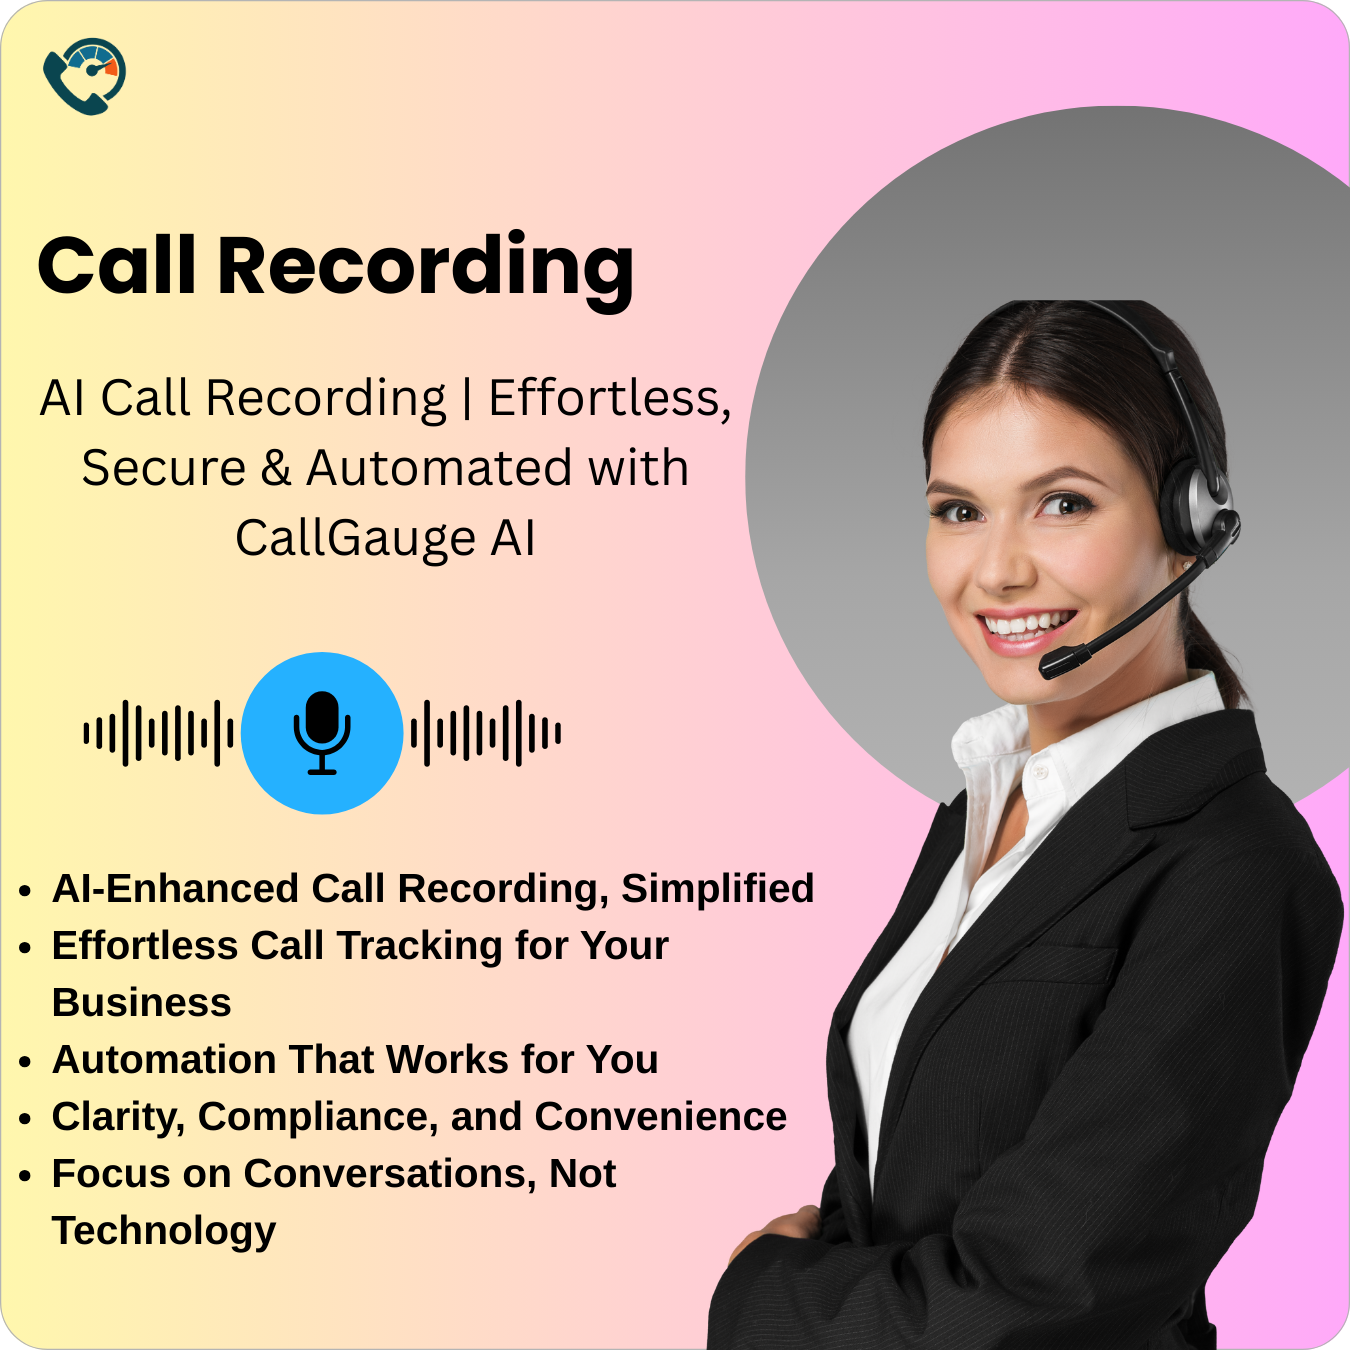 Call Recording
AI Call Recording | Effortless,
Secure & Automated with
CallGauge AI
• AI-Enhanced Call Recording, Simplified
• Effortless Call Tracking for Your
Business
• Automation That Works for You
• Clarity, Compliance, and Convenience
• Focus on Conversations, Not
Technology